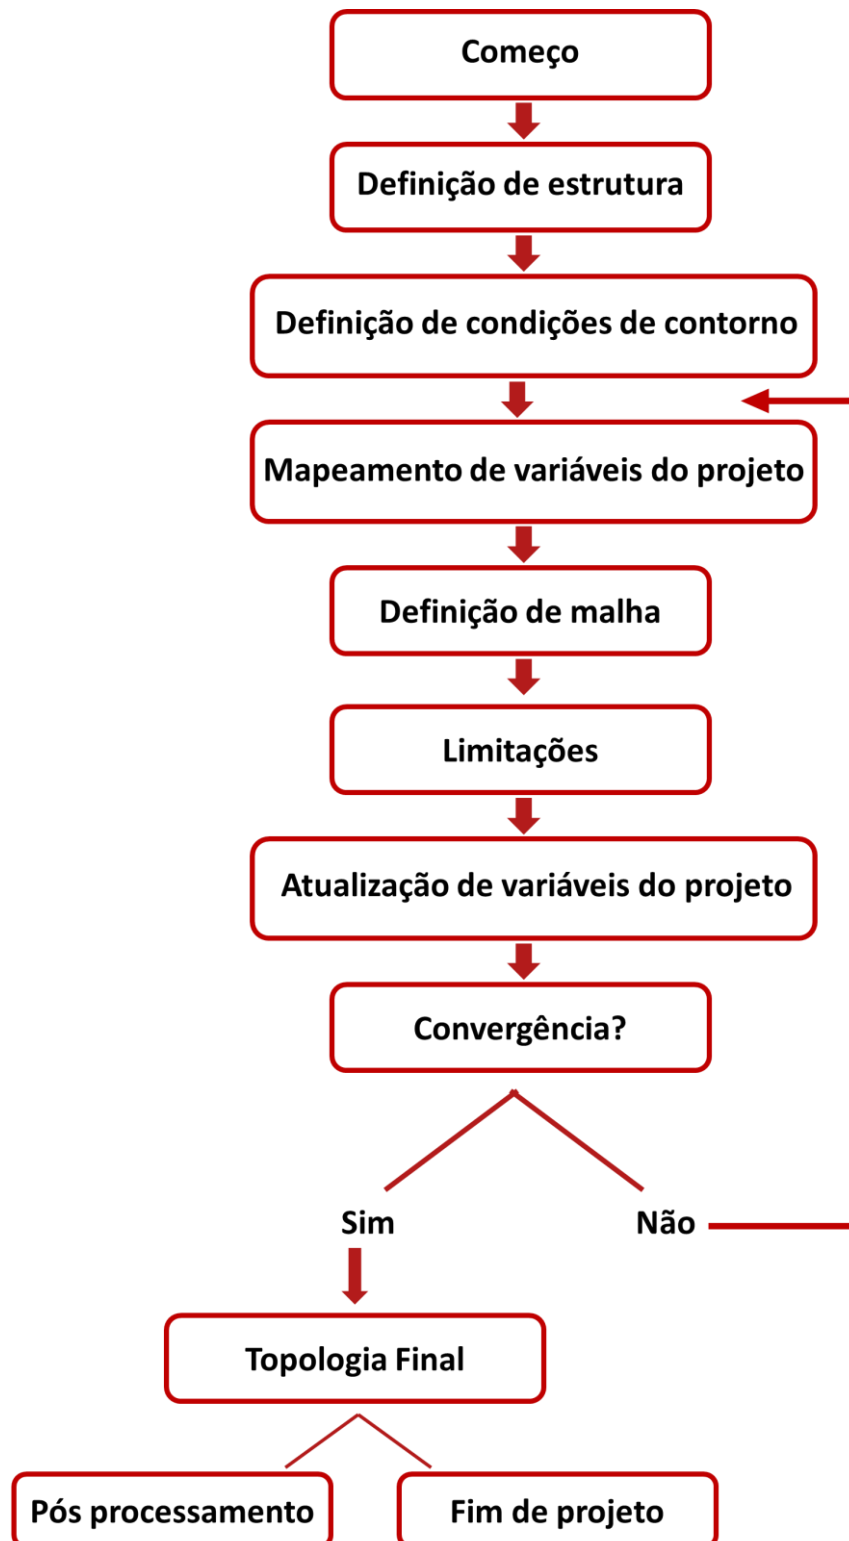 Começo
Definição de estrutura
Definição de condições de contorno
Mapeamento de variáveis do projeto
Definição de malha
Limitações
Atualização de variáveis do projeto
Convergência?
Sim
Não
Topologia Final
Pós processamento
Fim de projeto